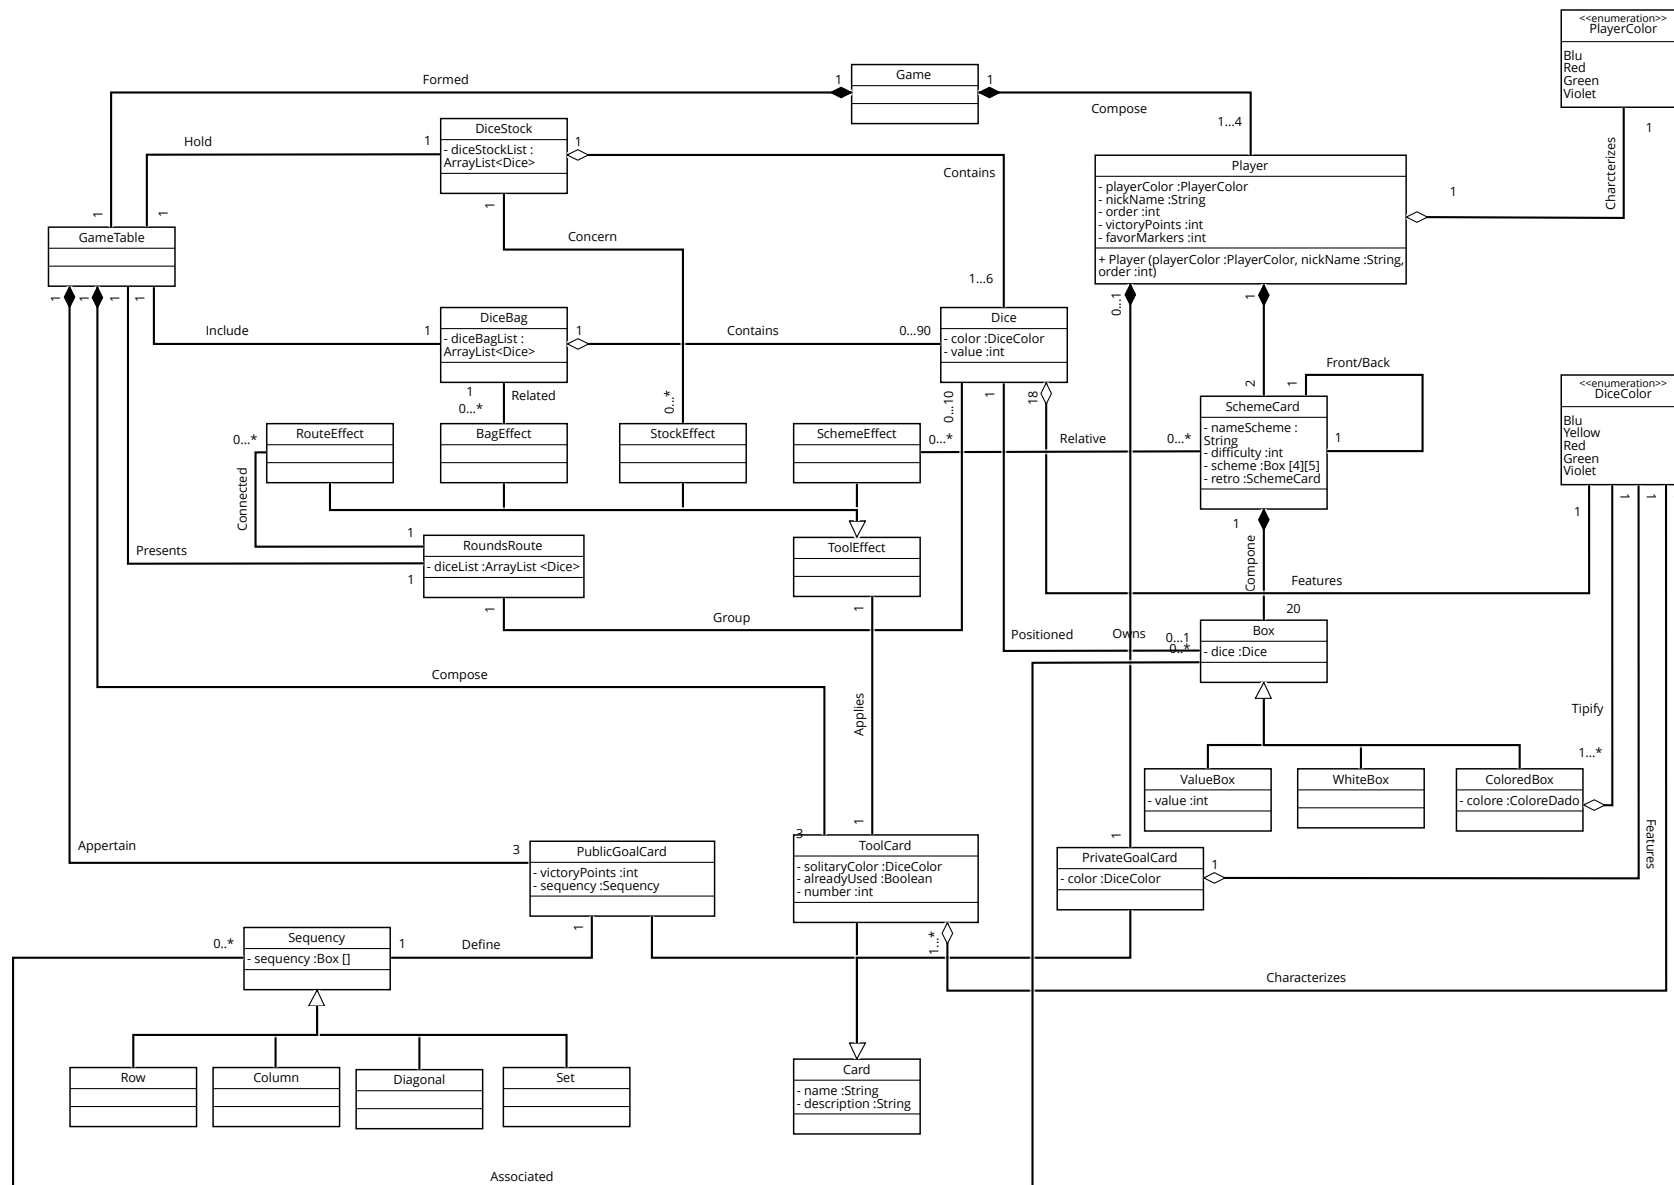 <<enumeration>>
PlayerColor
Blu
Red
Green
Violet
1
Charcterizes
1
Game
1
1
Formed
Compose
1...4
Player
- playerColor :PlayerColor
- nickName :String
- order :int
- victoryPoints :int
- favorMarkers :int
+ Player (playerColor :PlayerColor, nickName :String,
order :int)
DiceStock
- diceStockList :
ArrayList<Dice>
Hold
1
1
Contains
1...6
1
Concern
0...*
1
1
GameTable
1
1
1
1
Include
1
DiceBag
- diceBagList :
ArrayList<Dice>
1
Contains
0...90
Dice
- color :DiceColor
- value :int
0...1
1
2
1
Front/Back
1
SchemeCard
- nameScheme :
String
- difficulty :int
- scheme :Box [4][5]
- retro :SchemeCard
<<enumeration>>
DiceColor
Blu
Yellow
Red
Green
Violet
1
1
1
1
Related
0...*
0...10
1
18
0...*
RouteEffect
BagEffect
StockEffect
SchemeEffect
0...*
Relative
0...*
Connected
1
Presents
1
RoundsRoute
- diceList :ArrayList <Dice>
1
Group
ToolEffect
1
Applies
1
1
Compone
20
Features
Positioned
Owns
0...1
0..*
Box
- dice :Dice
Compose
3
Tipify
1...*
ValueBox
- value :int
WhiteBox
ColoredBox
- colore :ColoreDado
Features
Appertain
3
PublicGoalCard
- victoryPoints :int
- sequency :Sequency
1
ToolCard
- solitaryColor :DiceColor
- alreadyUsed :Boolean
- number :int
1...*
1
PrivateGoalCard
- color :DiceColor
1
0..*
Sequency
- sequency :Box []
1
Define
Characterizes
Row
Column
Diagonal
Set
Card
- name :String
- description :String
Associated